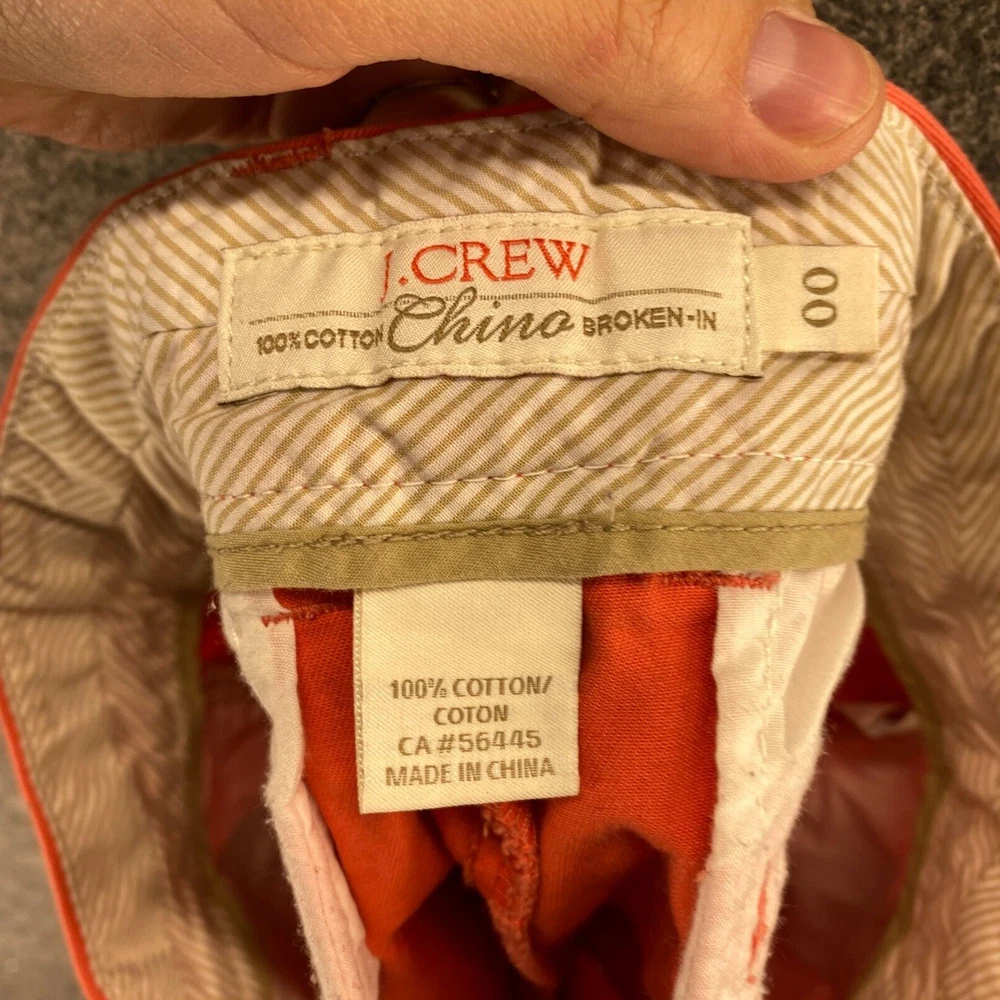 J.CREW
100% COTTON Chino BROKEN-IN
00
100% COTTON/
COTON
CA #56445
MADE IN CHINA